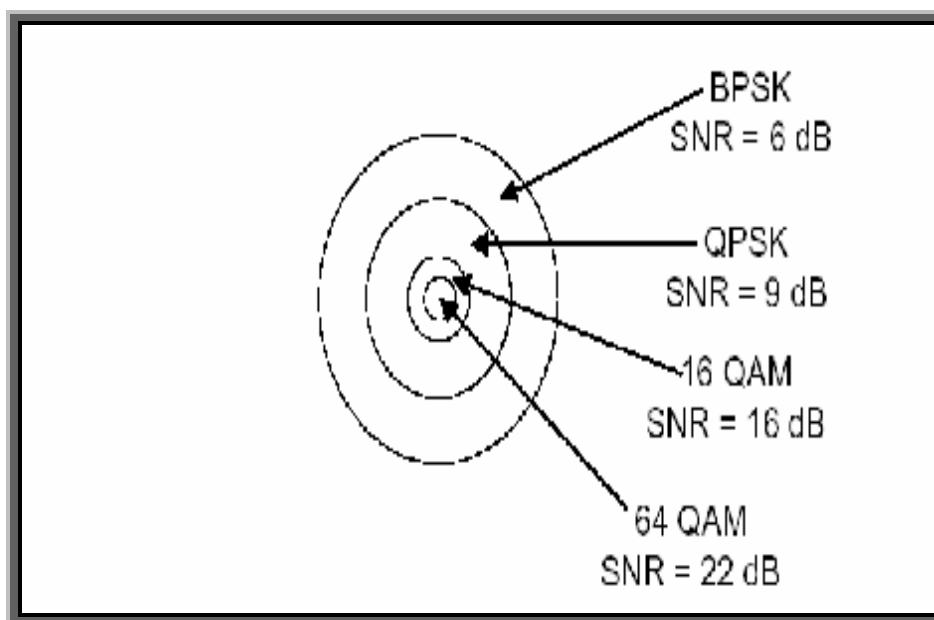 BPSK
SNR = 6 dB
QPSK
SNR = 9 dB
16 QAM
SNR = 16 dB
64 QAM
SNR = 22 dB